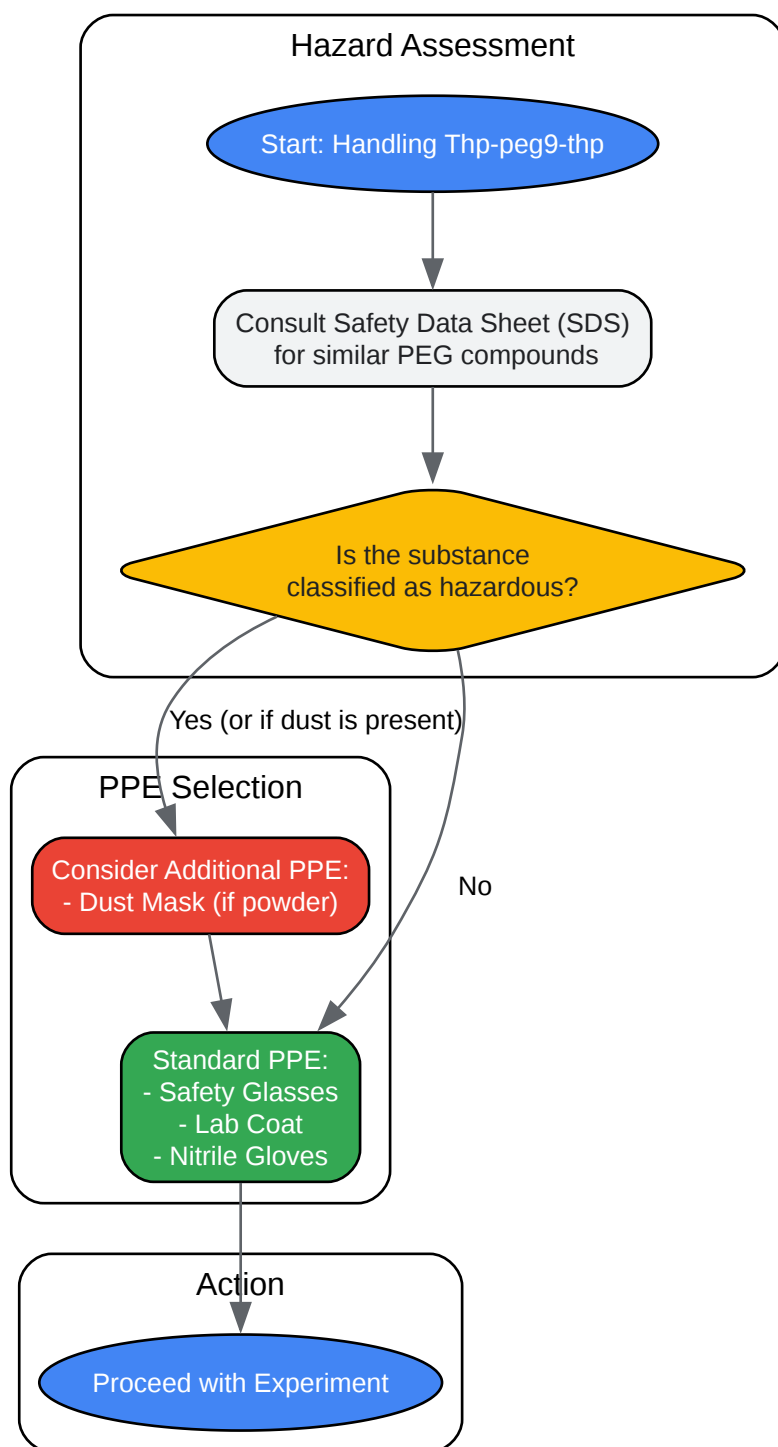 Hazard Assessment
Start: Handling Thp-peg9-thp
Consult Safety Data Sheet (SDS)
for similar PEG compounds
Is the substance
classified as hazardous?
Yes (or if dust is present)
PPE Selection
Consider Additional PPE:
- Dust Mask (if powder)
No
Standard PPE:
- Safety Glasses
- Lab Coat
- Nitrile Gloves
Action
Proceed with Experiment